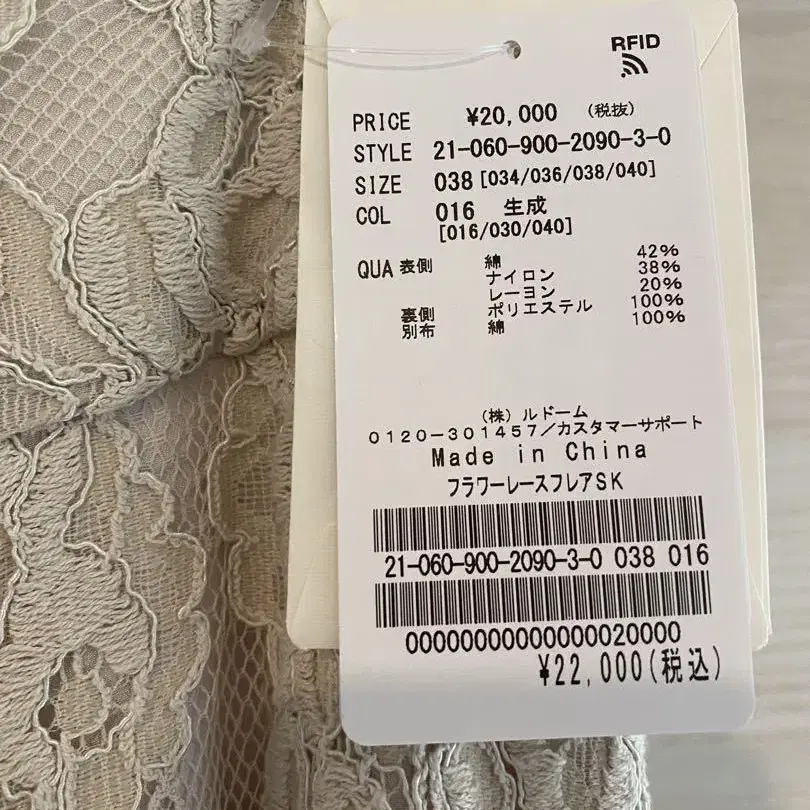 RFID
PRICE ¥20,000 (税抜)
STYLE 21-060-900-2090-3-0
SIZE 038[034/036/038/040]
COL 016 生成
[016/030/040]
QUA 表側 綿 42%
ナイロン 38%
レーヨン 20%
裏側 ポリエステル 100%
別布 綿 100%
(株)ルドーム
0120-301457/カスタマーサポート
Made in China
フラワーレースフレアSK
21-060-900-2090-3-0 038 016
00000000000000020000
¥22,000(税込)